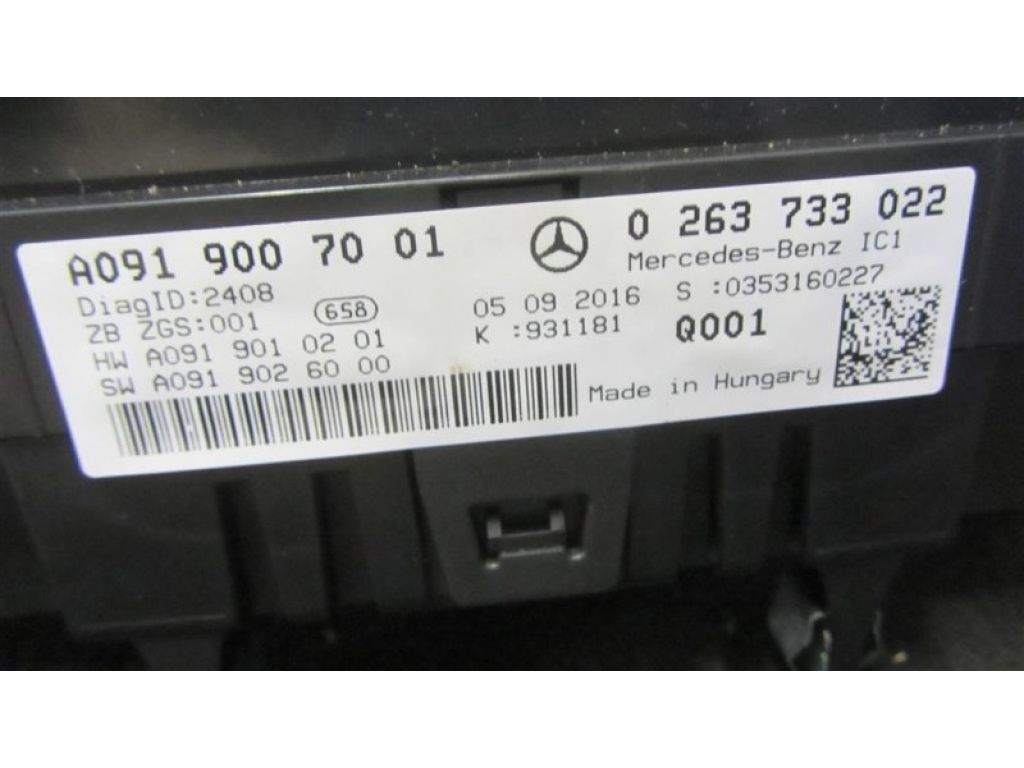 A091 900 70 01 0 263 733 022
DiagID:2408 Mercedes-Benz IC1
ZB ZGS:001 658 05 09 2016 S :0353160227
HW A091 901 02 01 K :931181 Q001
SW A091 902 60 00 Made in Hungary